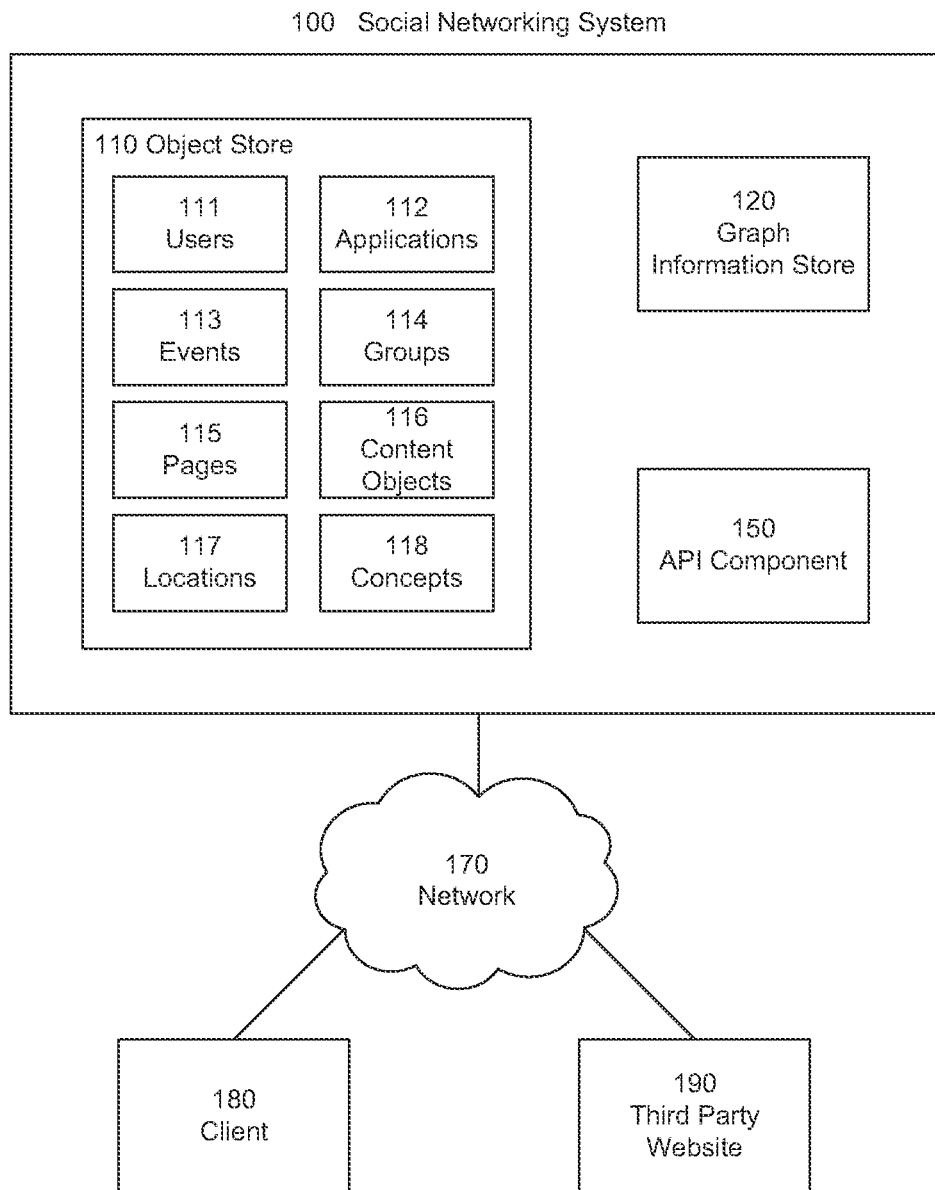 100 Social Networking System
110 Object Store
111
Users
112
Applications
113
Events
114
Groups
115
Pages
116
Content
Objects
117
Locations
118
Concepts
120
Graph
Information Store
150
API Component
170
Network
180
Client
190
Third Party
Website